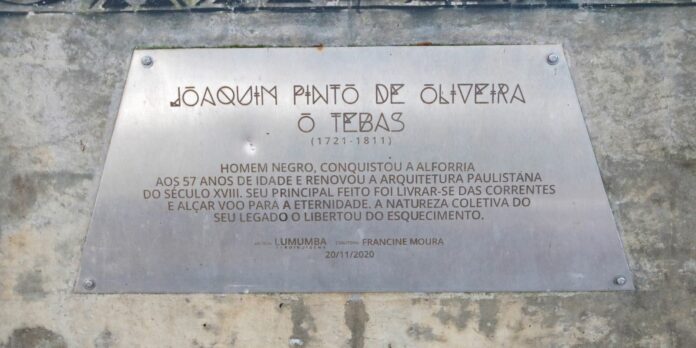 JOAQUIM PINTO DE OLIVEIRA
O TEBAS
(1721-1811)
HOMEM NEGRO, CONQUISTOU A ALFORRIA
AOS 57 ANOS DE IDADE E RENOVOU A ARQUITETURA PAULISTANA
DO SÉCULO XVIII. SEU PRINCIPAL FEITO FOI LIVRAR-SE DAS CORRENTES
E ALÇAR VOO PARA A ETERNIDADE. A NATUREZA COLETIVA DO
SEU LEGADO O LIBERTOU DO ESQUECIMENTO.
LUMUMBA FRANCINE MOURA
20/11/2020